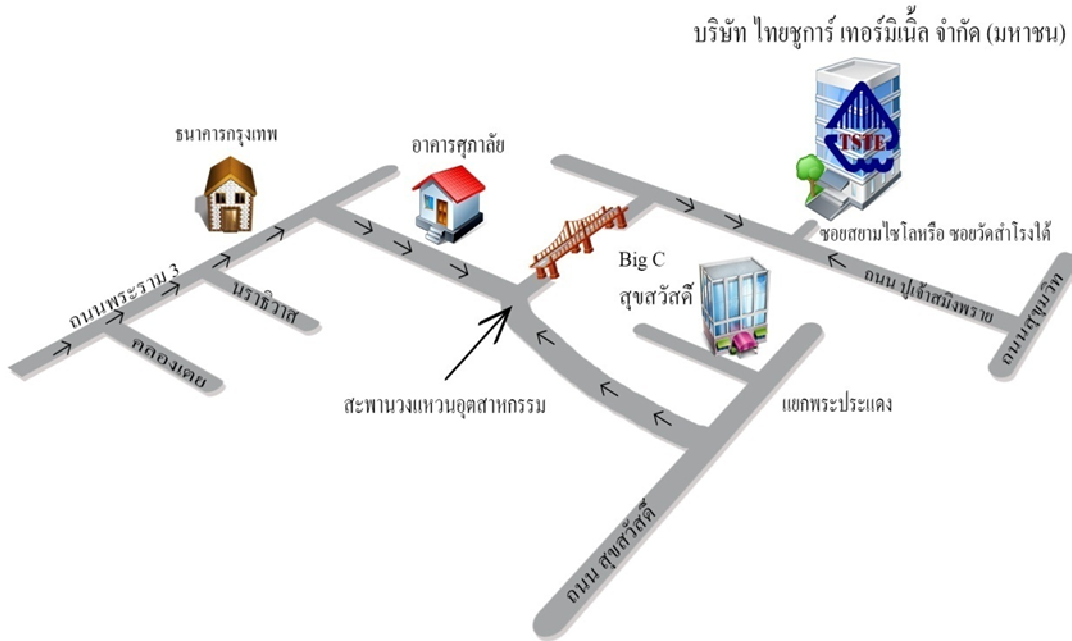 บริษัท ไทยชูการ์ เทอร์มิเนิ้ล จำกัด (มหาชน)
TSTE
ธนาคารกรุงเทพ
อาคารศุภาลัย
ซอยสยามไซโลหรือ ซอยวัดสำโรงใต้
Big C
สุขสวัสดิ์
ถนน ปู่เจ้าสมิงพราย
ถนนสุขุมวิท
ถนนพระราม 3
นราธิวาส
คลองเตย
สะพานวงแหวนอุตสาหกรรม
แยกพระประแดง
ถนน สุขสวัสดิ์